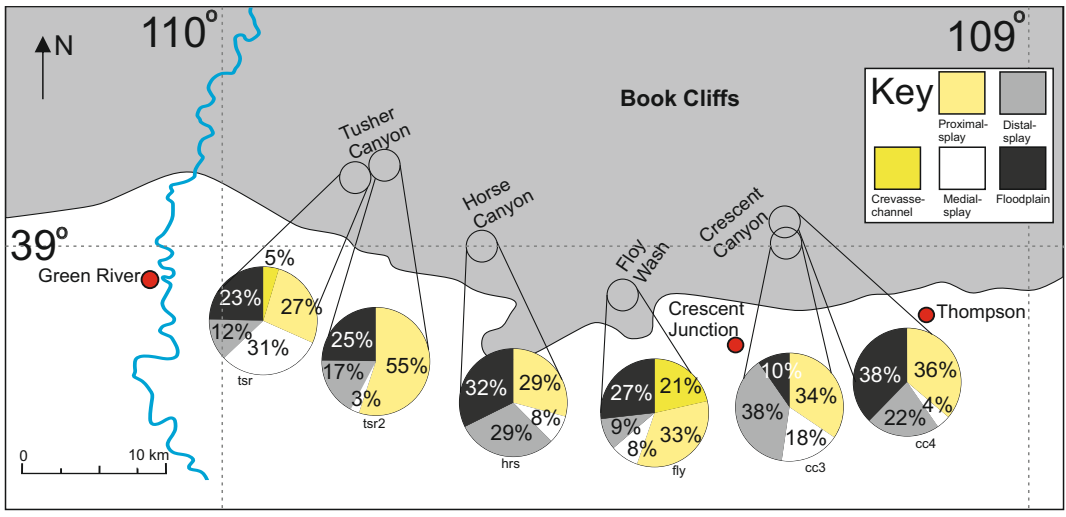 110°
109°
N
Book Cliffs
Key
Proximal-
splay
Distal-
splay
Crevasse-
channel
Medial-
splay
Floodplain
Tusher
Canyon
Horse
Canyon
Floy
Wash
Crescent
Canyon
39°
Green River
Crescent
Junction
Thompson
5%
23%
27%
12%
31%
tsr
25%
55%
17%
3%
tsr2
32%
29%
8%
29%
hrs
27%
21%
9%
8%
33%
fly
10%
34%
38%
18%
cc3
38%
36%
4%
22%
cc4
0
10 km